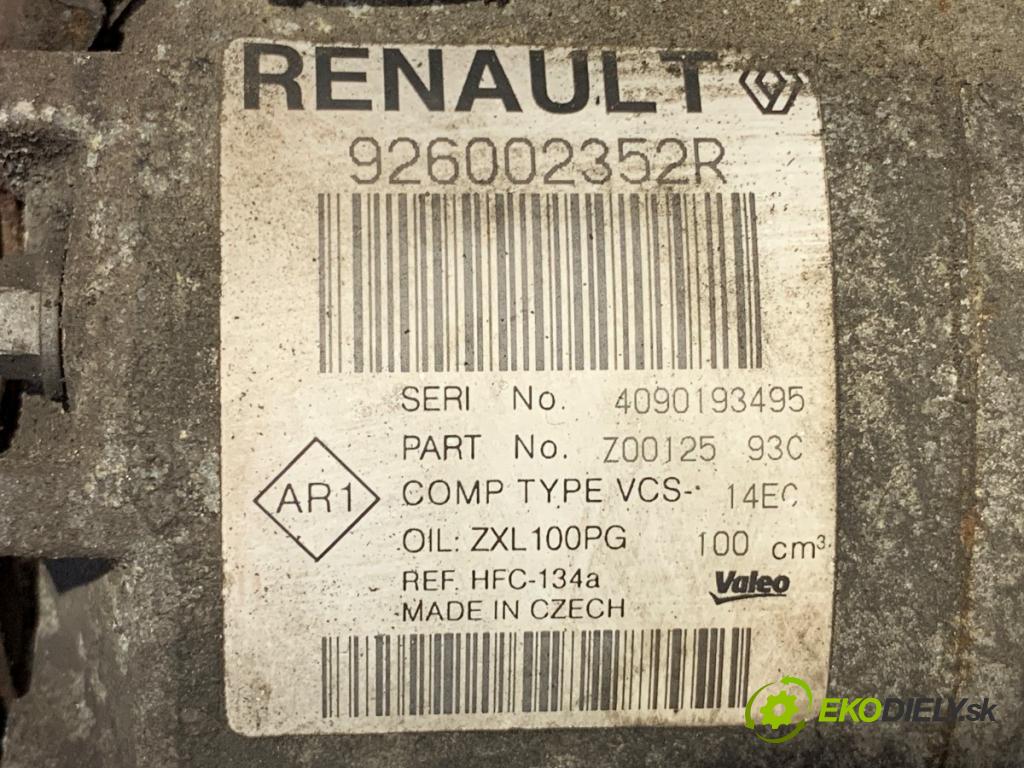 RENAULT
926002352R
SERI No. 4090193495
PART No. Z00125 93C
AR1
COMP TYPE VCS- 14EC
OIL: ZXL100PG 100 cm³
REF. HFC-134a
Valeo
MADE IN CZECH
EKODIELY.sk